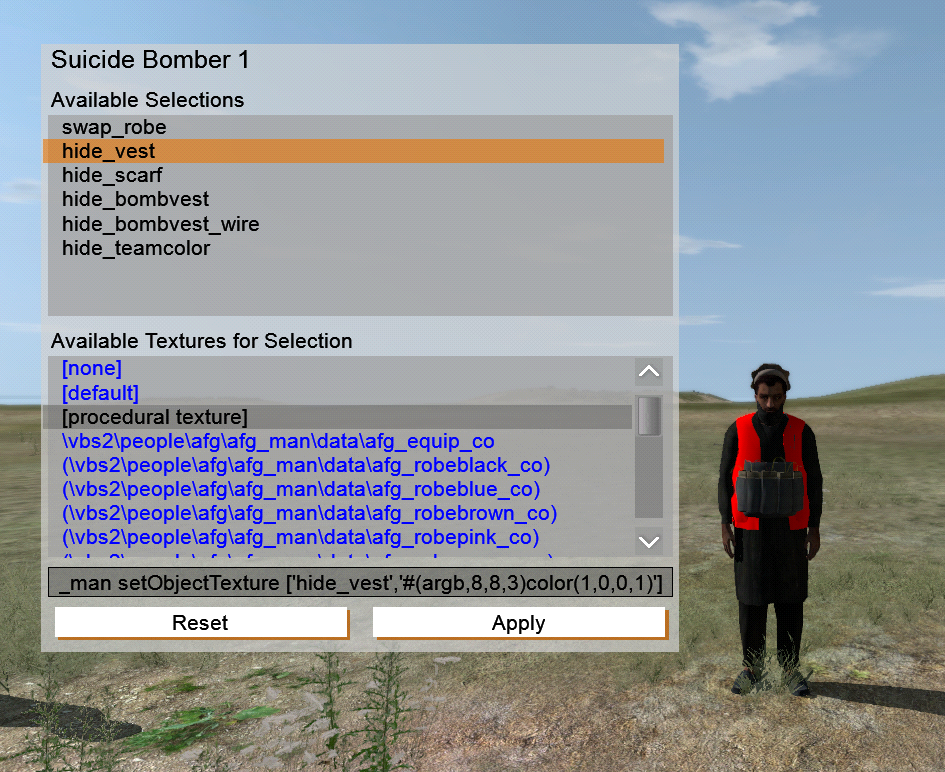 Suicide Bomber 1
Available Selections
swap_robe
hide_vest
hide_scarf
hide_bombvest
hide_bombvest_wire
hide_teamcolor
Available Textures for Selection
[none]
[default]
[procedural texture]
\vbs2\people\afg\afg_man\data\afg_equip_co
(\vbs2\people\afg\afg_man\data\afg_robeblack_co)
(\vbs2\people\afg\afg_man\data\afg_robeblue_co)
(\vbs2\people\afg\afg_man\data\afg_robebrown_co)
(\vbs2\people\afg\afg_man\data\afg_robepink_co)
_man setObjectTexture ['hide_vest','#(argb,8,8,3)color(1,0,0,1)']
Reset Apply